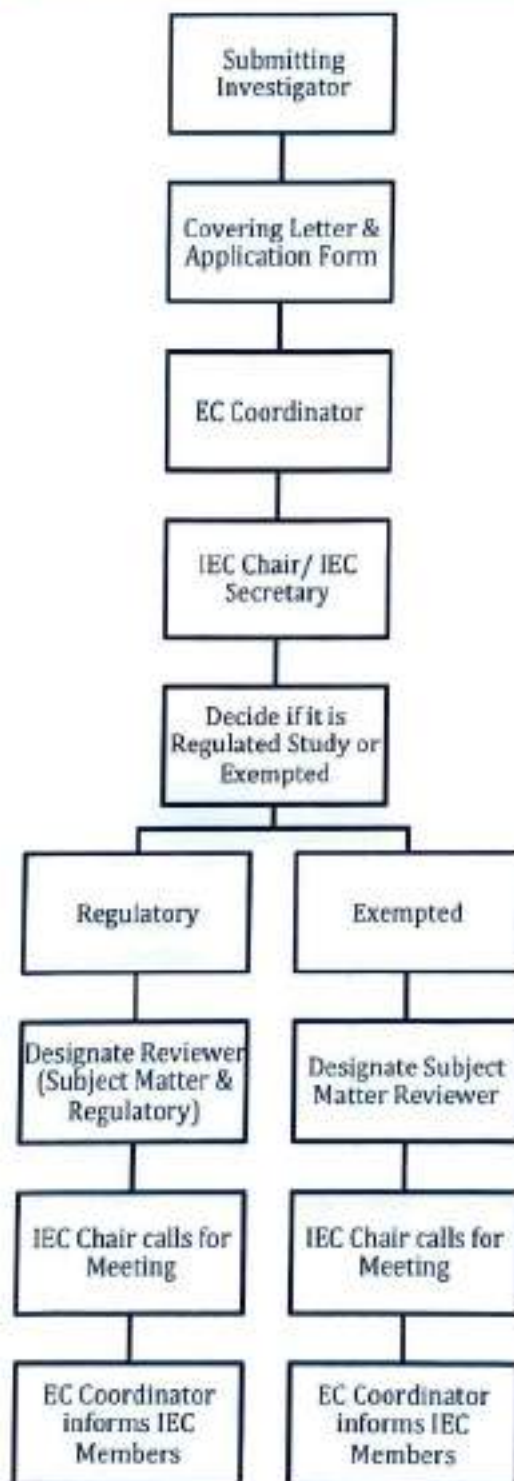 Submitting
Investigator
Covering Letter &
Application Form
EC Coordinator
IEC Chair/ IEC
Secretary
Decide if it is
Regulated Study or
Exempted
Regulatory
Exempted
Designate Reviewer
(Subject Matter &
Regulatory)
Designate Subject
Matter Reviewer
IEC Chair calls for
Meeting
IEC Chair calls for
Meeting
EC Coordinator
informs IEC
Members
EC Coordinator
informs IEC
Members